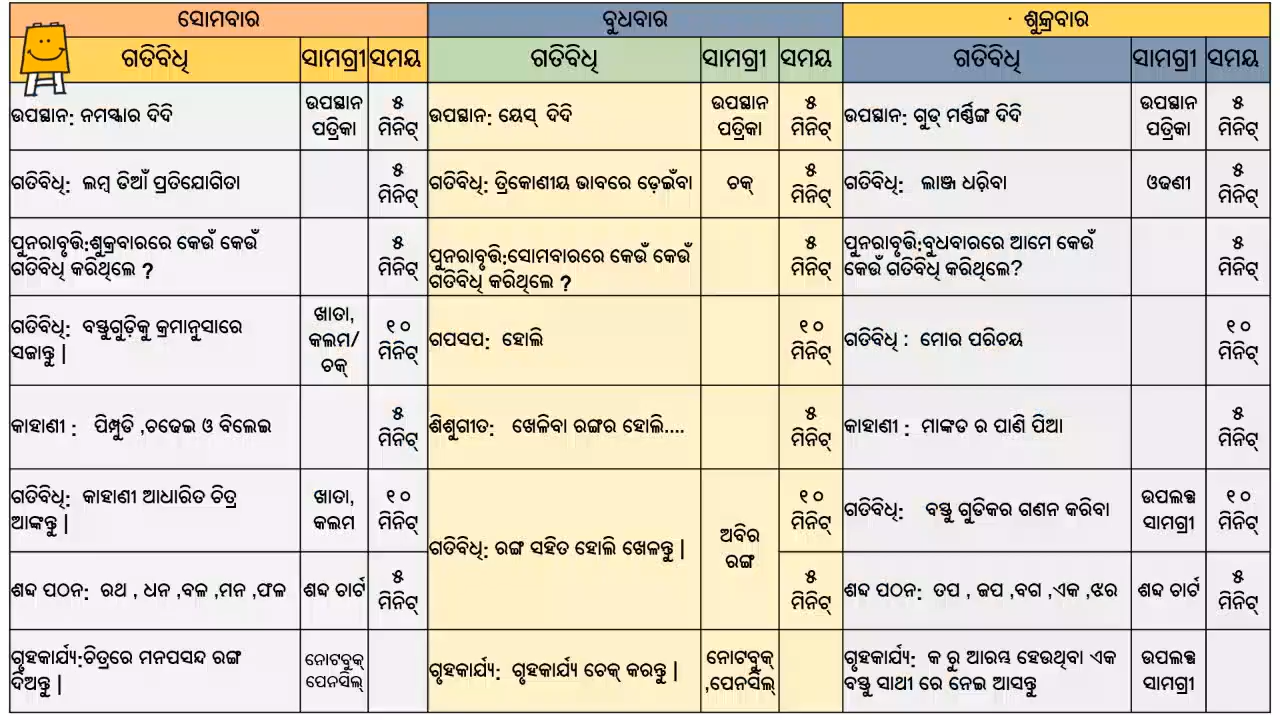 ସୋମବାର ବୁଧବାର · ଶୁକ୍ରବାର
ଗତିବିଧି ସାମଗ୍ରୀ ସମୟ ଗତିବିଧି ସାମଗ୍ରୀ ସମୟ ଗତିବିଧି ସାମଗ୍ରୀ ସମୟ
ଉପସ୍ଥାନ: ନମସ୍କାର ଦିଦି
ଉପସ୍ଥାନ
ପତ୍ରିକା
୫
ମିନିଟ୍
ଉପସ୍ଥାନ: ୟେସ୍ ଦିଦି
ଉପସ୍ଥାନ
ପତ୍ରିକା
୫
ମିନିଟ୍
ଉପସ୍ଥାନ: ଗୁଡ୍ ମର୍ଣ୍ଣିଙ୍ଗ ଦିଦି
ଉପସ୍ଥାନ
ପତ୍ରିକା
୫
ମିନିଟ୍
ଗତିବିଧି: ଲମ୍ବ ଡିଆଁ ପ୍ରତିଯୋଗିତା
୫
ମିନିଟ୍
ଗତିବିଧି: ତ୍ରିକୋଣୀୟ ଭାବରେ ଡ଼େଇଁବା
ଚକ୍
୫
ମିନିଟ୍
ଗତିବିଧି: ଲାଞ୍ଜ ଧରିବା
ଓଢଣୀ
୫
ମିନିଟ୍
ପୁନରାବୃତ୍ତି:ଶୁକ୍ରବାରରେ କେଉଁ କେଉଁ
ଗତିବିଧି କରିଥିଲେ ?
୫
ମିନିଟ୍
ପୁନରାବୃତ୍ତି:ସୋମବାରରେ କେଉଁ କେଉଁ
ଗତିବିଧି କରିଥିଲେ ?
୫
ମିନିଟ୍
ପୁନରାବୃତ୍ତି:ବୁଧବାରରେ ଆମେ କେଉଁ
କେଉଁ ଗତିବିଧି କରିଥିଲେ?
୫
ମିନିଟ୍
ଗତିବିଧି: ବସ୍ତୁଗୁଡ଼ିକୁ କ୍ରମାନୁସାରେ
ସଜାନ୍ତୁ |
ଖାତା,
କଲମ/
ଚକ୍
୧୦
ମିନିଟ୍
ଗପସପ: ହୋଲି
୧୦
ମିନିଟ୍
ଗତିବିଧି : ମୋର ପରିଚୟ
୧୦
ମିନିଟ୍
କାହାଣୀ : ପିମ୍ପୁଡି ,ଚଢେଇ ଓ ବିଲେଇ
୫
ମିନିଟ୍
ଶିଶୁଗୀତ: ଖେଳିବା ରଙ୍ଗର ହୋଲି....
୫
ମିନିଟ୍
କାହାଣୀ : ମାଙ୍କଡ ର ପାଣି ପିଆ
୫
ମିନିଟ୍
ଗତିବିଧି: କାହାଣୀ ଆଧାରିତ ଚିତ୍ର
ଆଙ୍କନ୍ତୁ |
ଖାତା,
କଲମ
୧୦
ମିନିଟ୍
ଗତିବିଧି: ରଙ୍ଗ ସହିତ ହୋଲି ଖେଳନ୍ତୁ |
ଅବିର
ରଙ୍ଗ
୧୦
ମିନିଟ୍
ଗତିବିଧି: ବସ୍ତୁ ଗୁଡିକର ଗଣନ କରିବା
ଉପଲବ୍ଧ
ସାମଗ୍ରୀ
୧୦
ମିନିଟ୍
ଶବ୍ଦ ପଠନ: ରଥ , ଧନ ,ବଳ ,ମନ ,ଫଳ
ଶବ୍ଦ ଚାର୍ଟ
୫
ମିନିଟ୍
୫
ମିନିଟ୍
ଶବ୍ଦ ପଠନ: ତପ , ଜପ ,ବଗ ,ଏକ ,ଝର
ଶବ୍ଦ ଚାର୍ଟ
୫
ମିନିଟ୍
ଗୃହକାର୍ଯ୍ୟ:ଚିତ୍ରରେ ମନପସନ୍ଦ ରଙ୍ଗ
ଦିଅନ୍ତୁ |
ନୋଟବୁକ୍
ପେନସିଲ୍
ଗୃହକାର୍ଯ୍ୟ: ଗୃହକାର୍ଯ୍ୟ ଚେକ୍ କରନ୍ତୁ |
ନୋଟବୁକ୍
,ପେନସିଲ୍
ଗୃହକାର୍ଯ୍ୟ: କ ରୁ ଆରମ୍ଭ ହେଉଥିବା ଏକ
ବସ୍ତୁ ସାଥୀ ରେ ନେଇ ଆସନ୍ତୁ
ଉପଲବ୍ଧ
ସାମଗ୍ରୀ